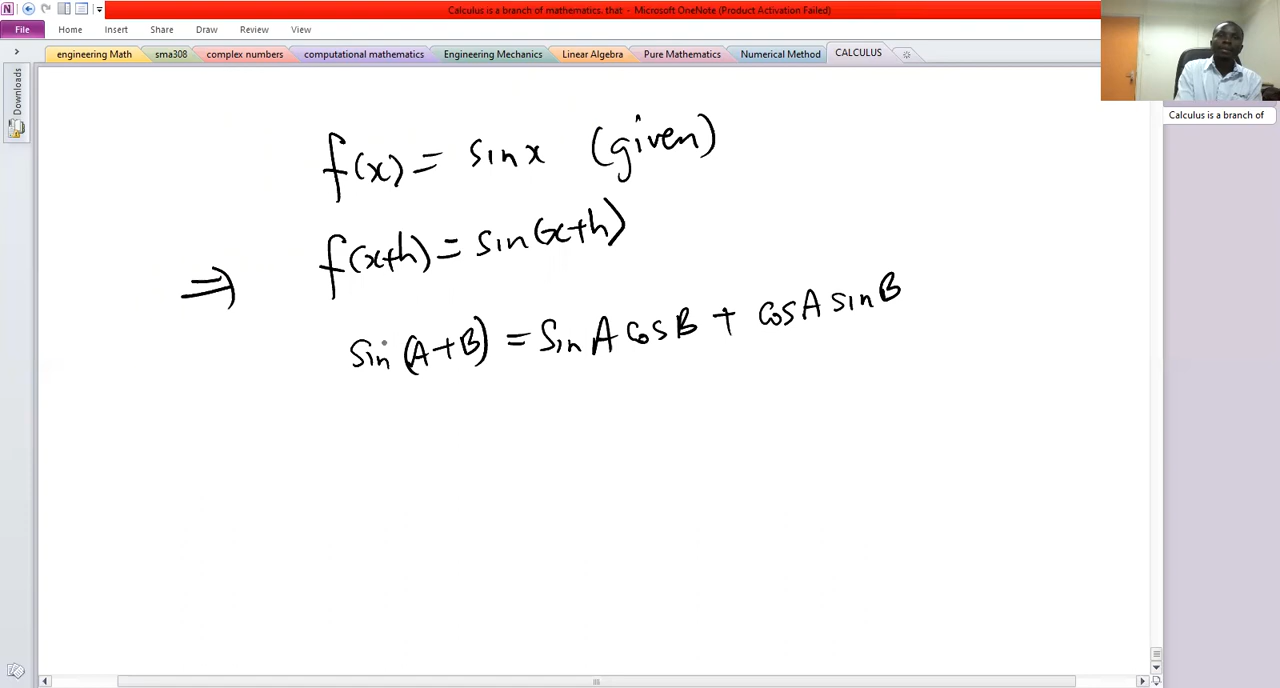 Calculus is a branch of mathematics. that - Microsoft OneNote (Product Activation Failed)
File Home Insert Share Draw Review View
engineering Math sma308 complex numbers computational mathematics Engineering Mechanics Linear Algebra Pure Mathematics Numerical Method CALCULUS
Downloads
Calculus is a branch of
f(x) = sin x (given)
f(x+h) = sin(x+h)
⇒
sin(A+B) = Sin A cos B + cos A sin B